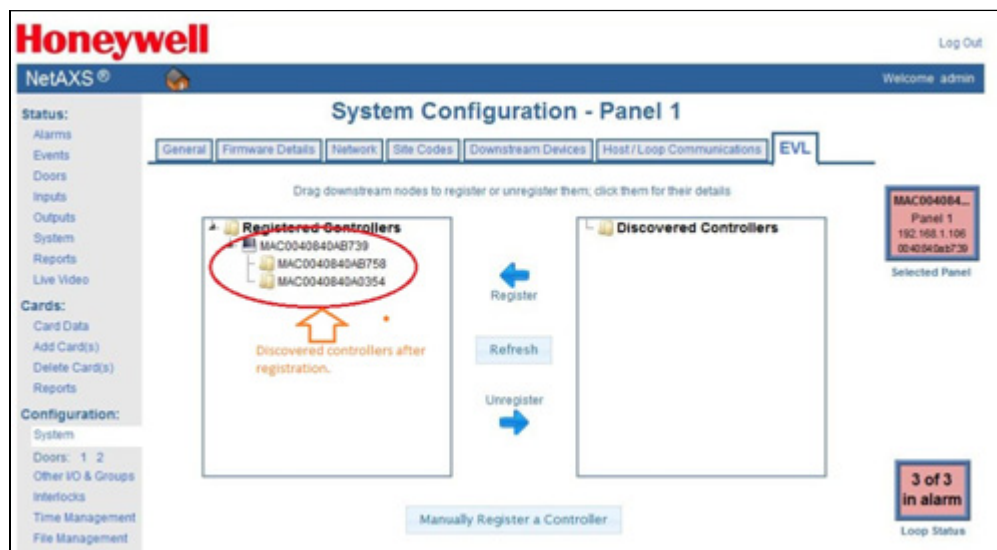 Honeywell
Log Out
NetAXS®
Welcome admin
Status:
Alarms
Events
Doors
Inputs
Outputs
System
Reports
Live Video
Cards:
Card Data
Add Card(s)
Delete Card(s)
Reports
Configuration:
System
Doors: 1 2
Other I/O & Groups
Interlocks
Time Management
File Management
System Configuration - Panel 1
General
Firmware Details
Network
Site Codes
Downstream Devices
Host / Loop Communications
EVL
Drag downstream nodes to register or unregister them; click them for their details
Registered Controllers
MAC0040840AB739
MAC0040840AB758
MAC0040840A0354
Discovered controllers after
registration.
Register
Refresh
Unregister
Discovered Controllers
Manually Register a Controller
MAC004084...
Panel 1
192.168.1.106
0040840ab739
Selected Panel
3 of 3
in alarm
Loop Status